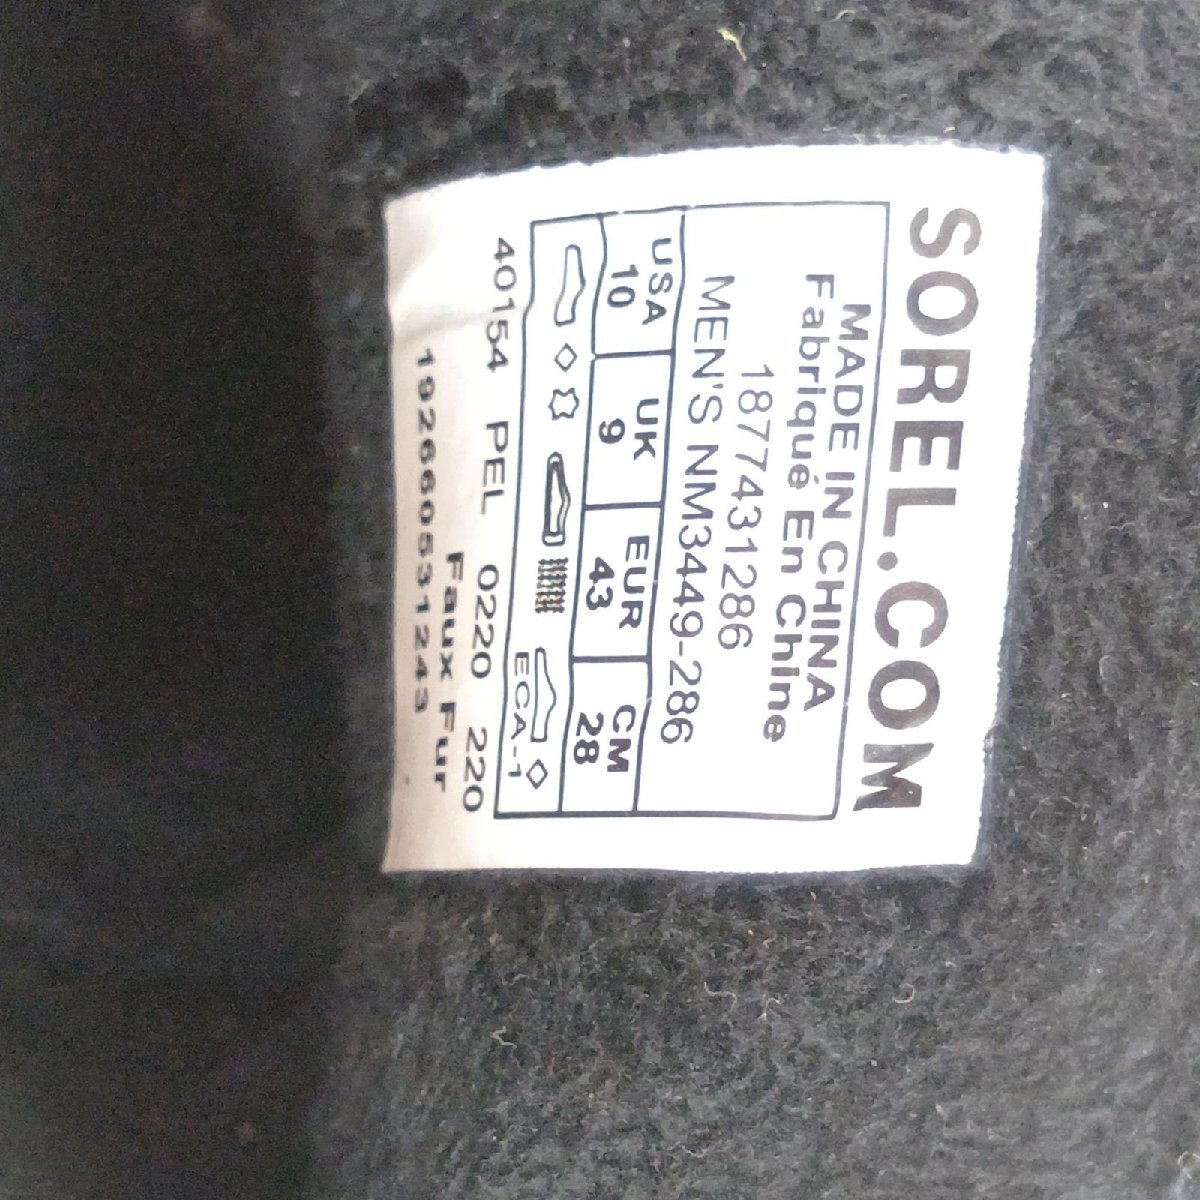 SOREL.COM
MADE IN CHINA
Fabriqué En Chine
1877431286
MEN'S NM3449-286
USA UK EUR CM
10 9 43 28
ECA-1
40154 PEL 0220 220
Faux Fur
192660531243